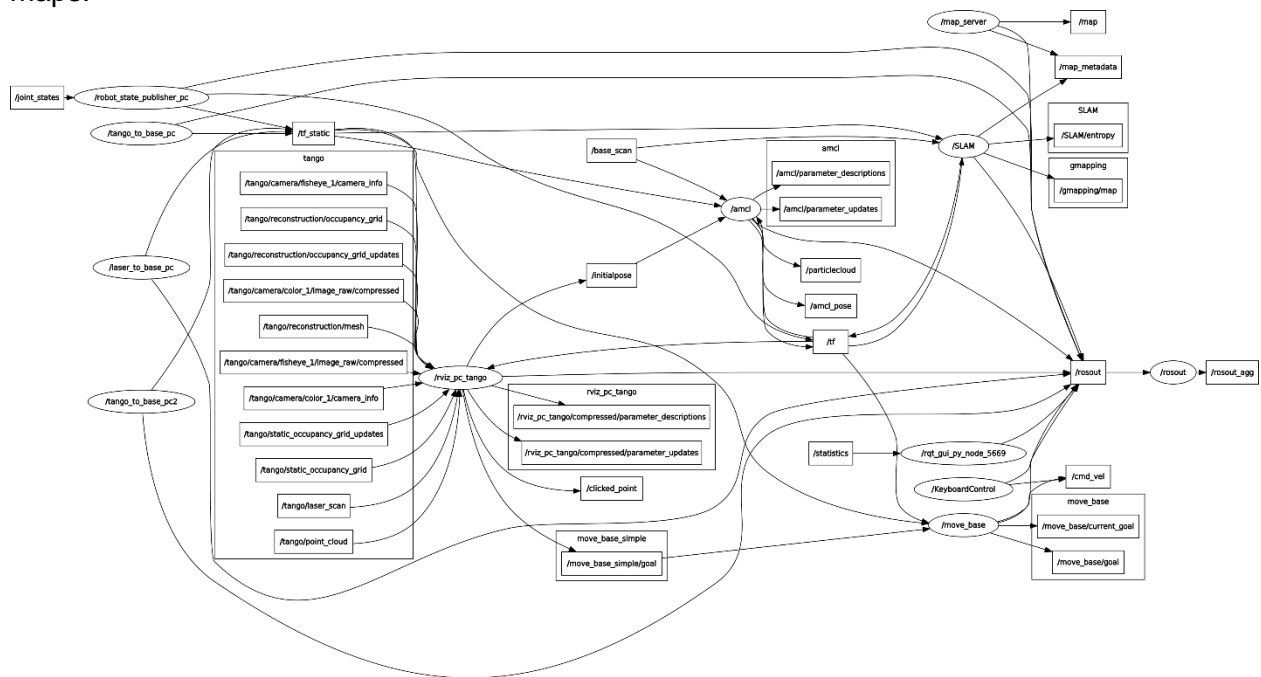 maps.
/map_server
/map
/map_metadata
/joint_states
/robot_state_publisher_pc
/tango_to_base_pc
/tf_static
SLAM
/SLAM/entropy
/SLAM
/base_scan
gmapping
/gmapping/map
tango
/tango/camera/fisheye_1/camera_info
/tango/reconstruction/occupancy_grid
/tango/reconstruction/occupancy_grid_updates
/tango/camera/color_1/image_raw/compressed
/tango/reconstruction/mesh
/tango/camera/fisheye_1/image_raw/compressed
/tango/camera/color_1/camera_info
/tango/static_occupancy_grid_updates
/tango/static_occupancy_grid
/tango/laser_scan
/tango/point_cloud
amcl
/amcl/parameter_descriptions
/amcl/parameter_updates
/amcl
/laser_to_base_pc
/initialpose
/particlecloud
/amcl_pose
/tf
/tango_to_base_pc2
/rviz_pc_tango
rviz_pc_tango
/rviz_pc_tango/compressed/parameter_descriptions
/rviz_pc_tango/compressed/parameter_updates
/rosout
/rosout
/rosout_agg
/clicked_point
/statistics
/rqt_gui_py_node_5669
/KeyboardControl
/cmd_vel
/move_base
move_base
/move_base/current_goal
/move_base/goal
move_base_simple
/move_base_simple/goal